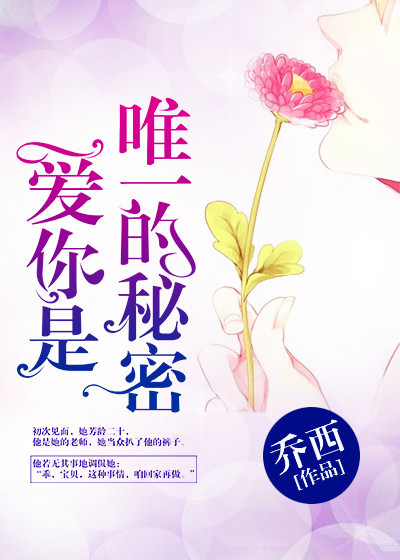 爱你是
唯一的秘密
初次见面，她芳龄二十，
他是她的老师，她当众扒了他的裤子。
他若无其事地调侃她：
“乖，宝贝，这种事情，咱回家再做。”
乔西
[作品]